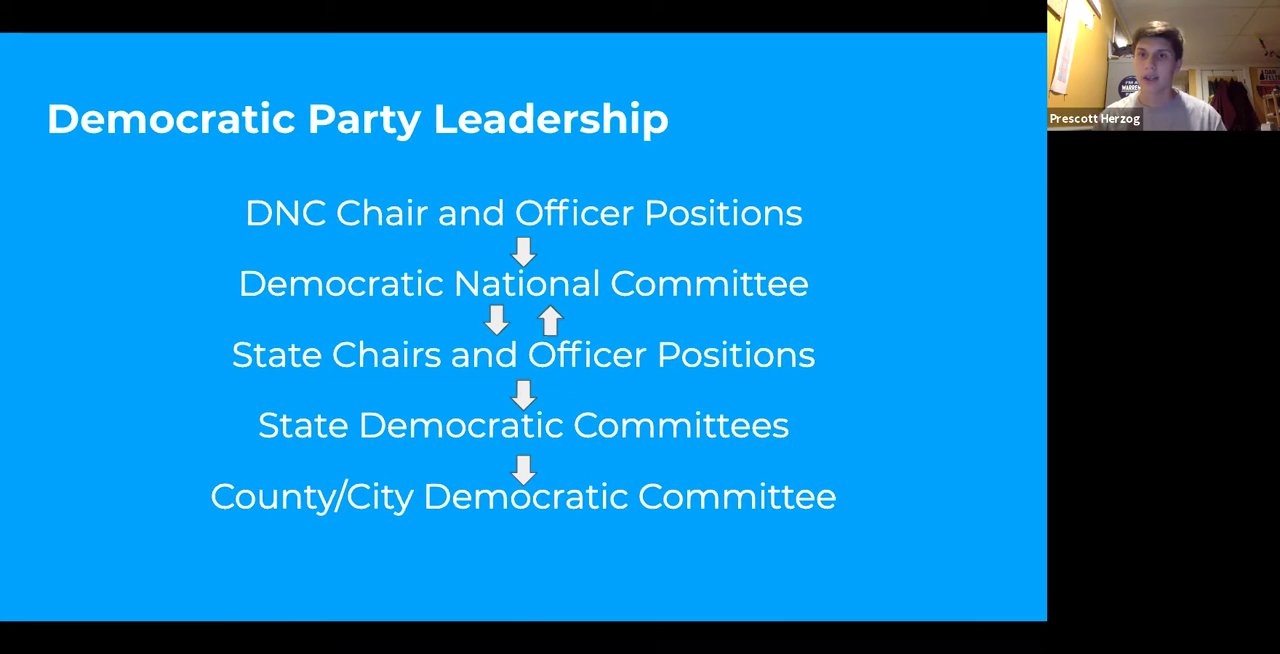 Democratic Party Leadership
DNC Chair and Officer Positions
Democratic National Committee
State Chairs and Officer Positions
State Democratic Committees
County/City Democratic Committee
WARREN
Prescott Herzog